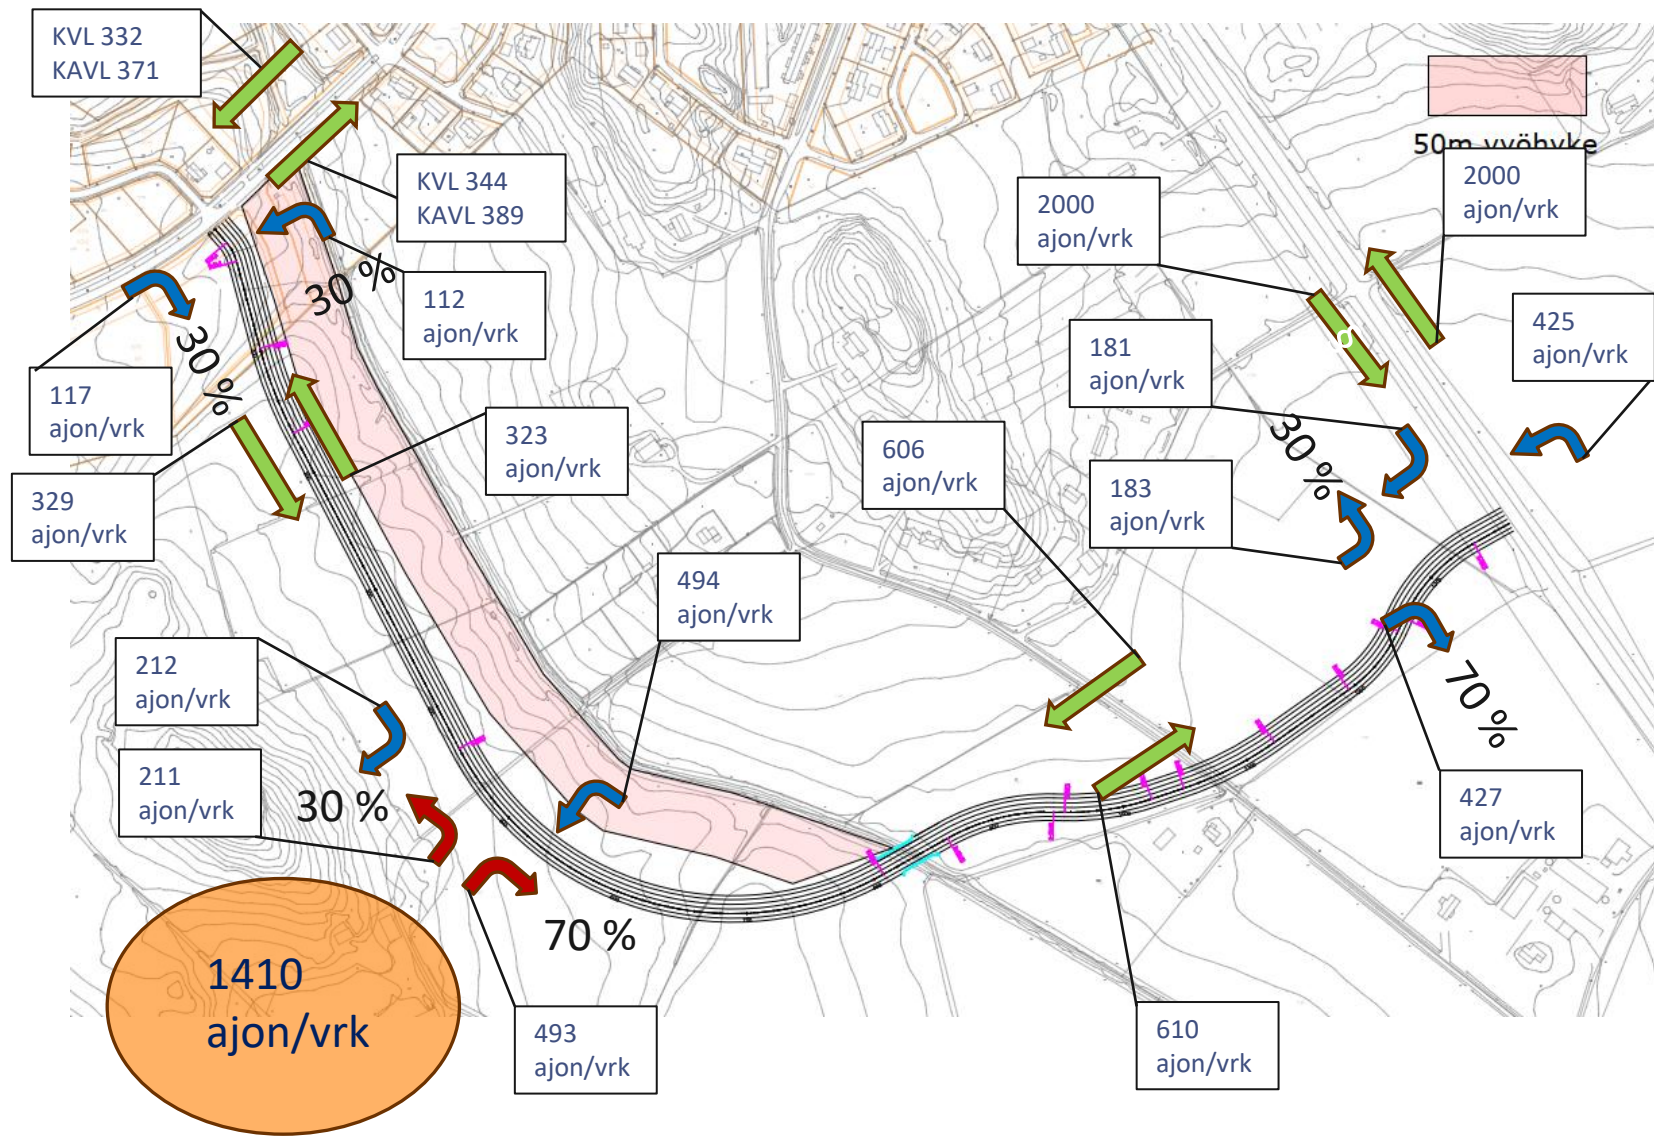 KVL 332
KAVL 371
KVL 344
KAVL 389
50m vyöhyke
2000
ajon/vrk
2000
ajon/vrk
30 %
112
ajon/vrk
425
ajon/vrk
181
ajon/vrk
30 %
117
ajon/vrk
323
ajon/vrk
606
ajon/vrk
30 %
183
ajon/vrk
329
ajon/vrk
494
ajon/vrk
212
ajon/vrk
70 %
211
ajon/vrk
30 %
427
ajon/vrk
70 %
1410
ajon/vrk
493
ajon/vrk
610
ajon/vrk